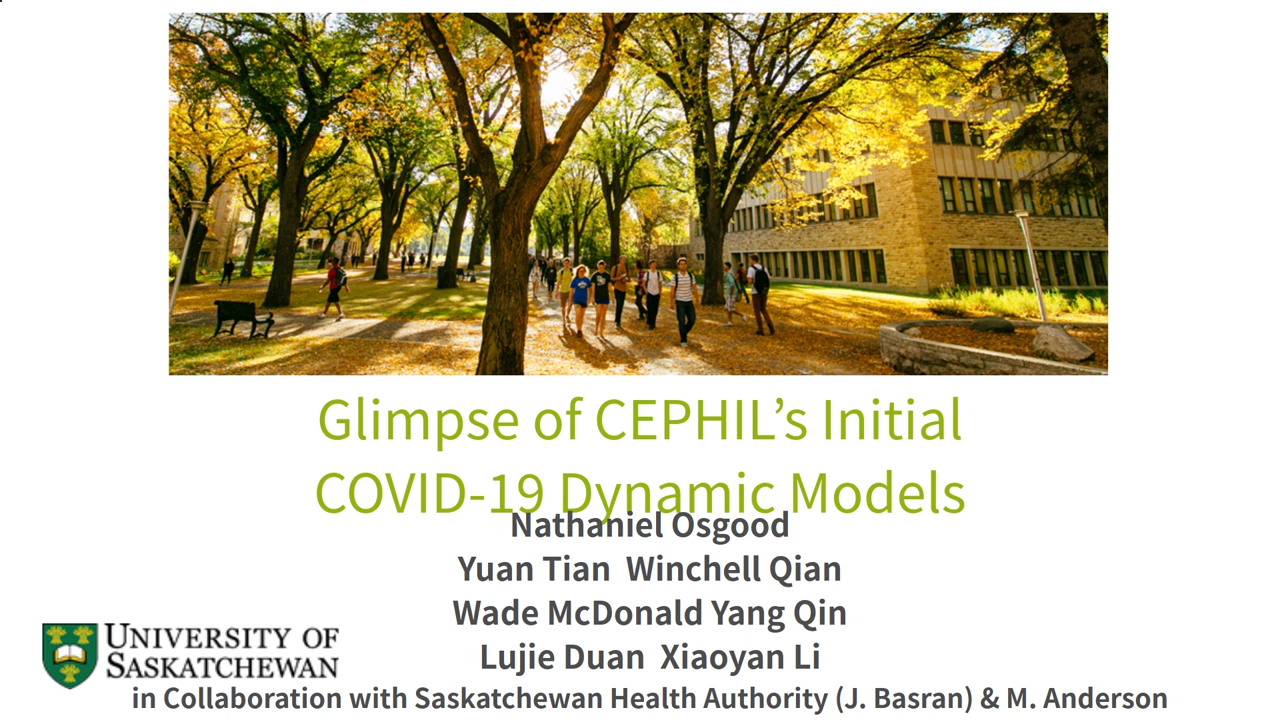 Glimpse of CEPHIL’s Initial
COVID-19 Dynamic Models
Nathaniel Osgood
Yuan Tian  Winchell Qian
Wade McDonald Yang Qin
Lujie Duan  Xiaoyan Li
UNIVERSITY OF
SASKATCHEWAN
in Collaboration with Saskatchewan Health Authority (J. Basran) & M. Anderson